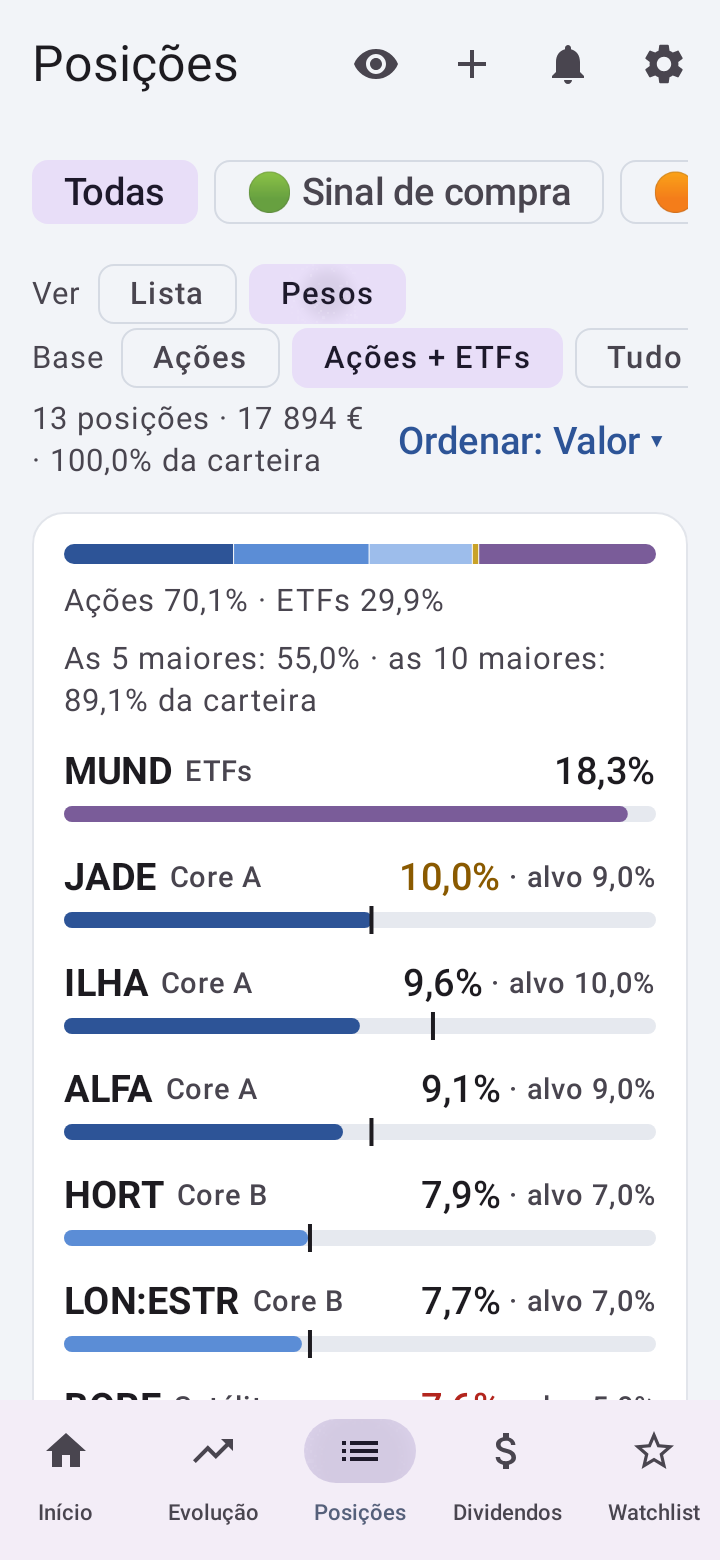 Posições
Todas
Sinal de compra
Ver
Lista
Pesos
Base
Ações
Ações + ETFs
Tudo
13 posições · 17 894 €
· 100,0% da carteira
Ordenar: Valor ▾
Ações 70,1% · ETFs 29,9%
As 5 maiores: 55,0% · as 10 maiores:
89,1% da carteira
MUND ETFs 18,3%
JADE Core A 10,0% · alvo 9,0%
ILHA Core A 9,6% · alvo 10,0%
ALFA Core A 9,1% · alvo 9,0%
HORT Core B 7,9% · alvo 7,0%
LON:ESTR Core B 7,7% · alvo 7,0%
Início
Evolução
Posições
Dividendos
Watchlist